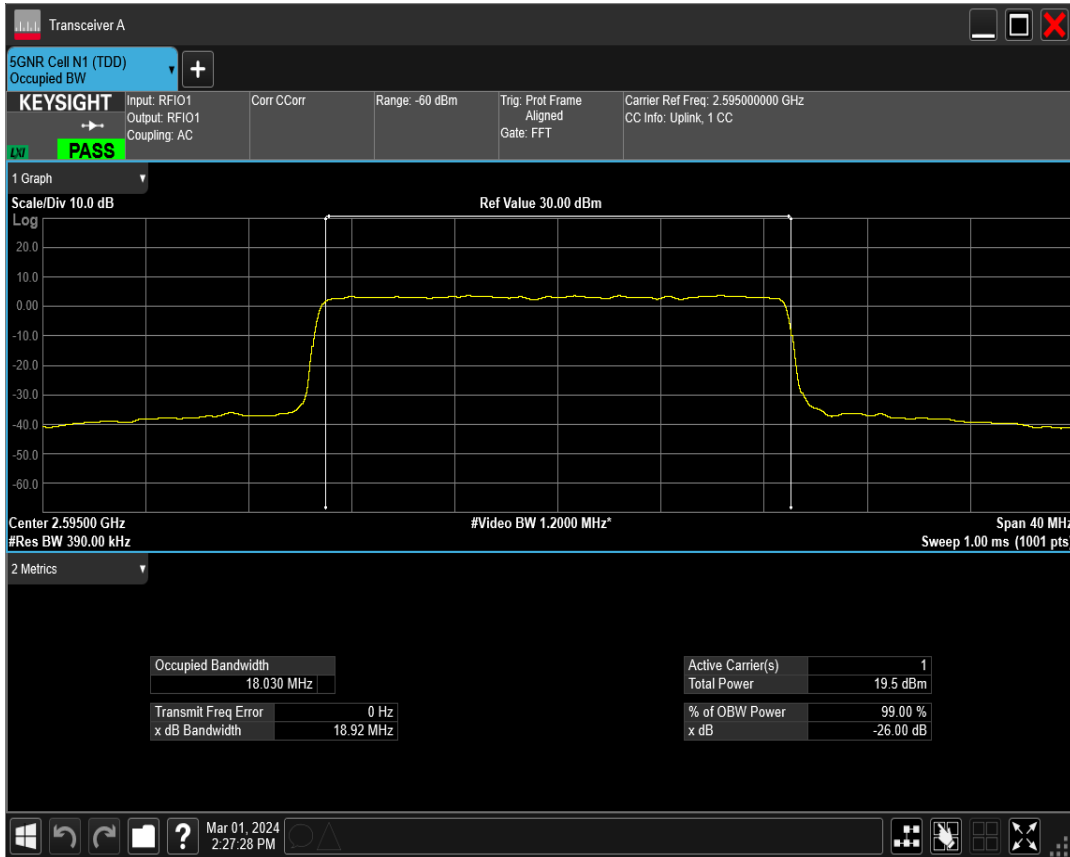 Transceiver A
5GNR Cell N1 (TDD)
Occupied BW
+
KEYSIGHT
LXI
PASS
Input: RFIO1
Output: RFIO1
Coupling: AC
Corr CCorr
Range: -60 dBm
Trig: Prot Frame
Aligned
Gate: FFT
Carrier Ref Freq: 2.595000000 GHz
CC Info: Uplink, 1 CC
1 Graph
Scale/Div 10.0 dB
Ref Value 30.00 dBm
Log
20.0
10.0
0.00
-10.0
-20.0
-30.0
-40.0
-50.0
-60.0
Center 2.59500 GHz
#Video BW 1.2000 MHz*
Span 40 MHz
#Res BW 390.00 kHz
Sweep 1.00 ms (1001 pts)
2 Metrics
Occupied Bandwidth
18.030 MHz
Transmit Freq Error 0 Hz
x dB Bandwidth 18.92 MHz
Active Carrier(s) 1
Total Power 19.5 dBm
% of OBW Power 99.00 %
x dB -26.00 dB
?
Mar 01, 2024
2:27:28 PM